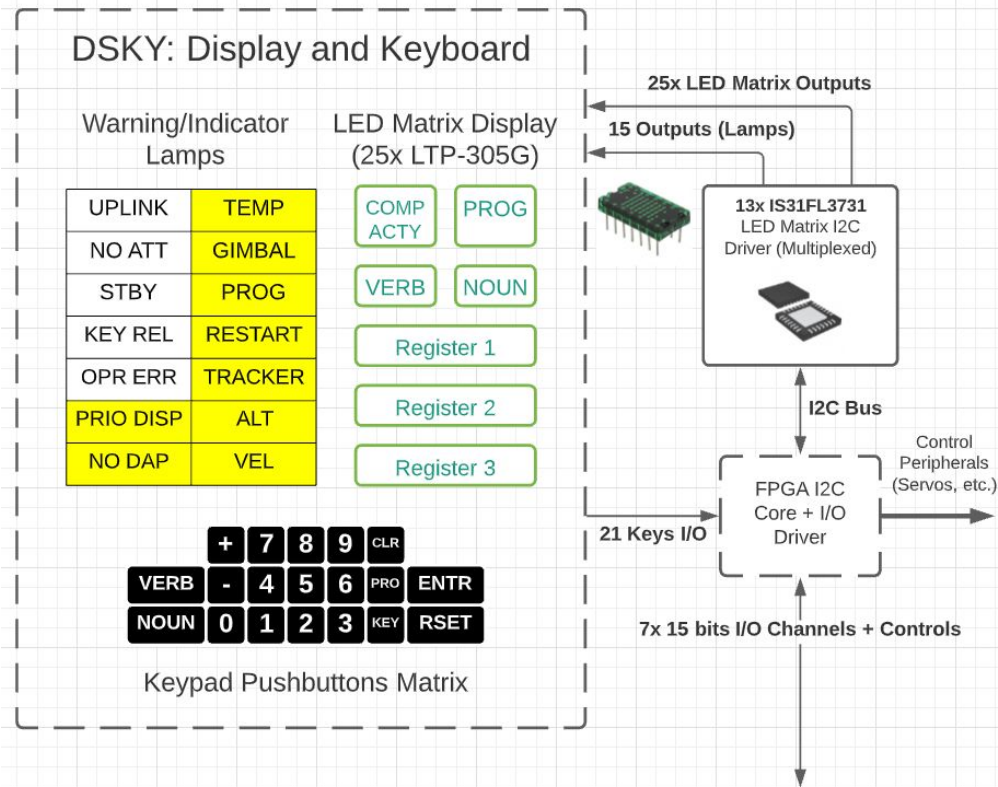 DSKY: Display and Keyboard
Warning/Indicator
Lamps
UPLINK TEMP
NO ATT GIMBAL
STBY PROG
KEY REL RESTART
OPR ERR TRACKER
PRIO DISP ALT
NO DAP VEL
LED Matrix Display
(25x LTP-305G)
COMP
ACTY
PROG
VERB NOUN
Register 1
Register 2
Register 3
+ 7 8 9 CLR
VERB - 4 5 6 PRO ENTR
NOUN 0 1 2 3 KEY RSET
Keypad Pushbuttons Matrix
25x LED Matrix Outputs
15 Outputs (Lamps)
13x IS31FL3731
LED Matrix I2C
Driver (Multiplexed)
I2C Bus
21 Keys I/O
FPGA I2C
Core + I/O
Driver
Control
Peripherals
(Servos, etc.)
7x 15 bits I/O Channels + Controls